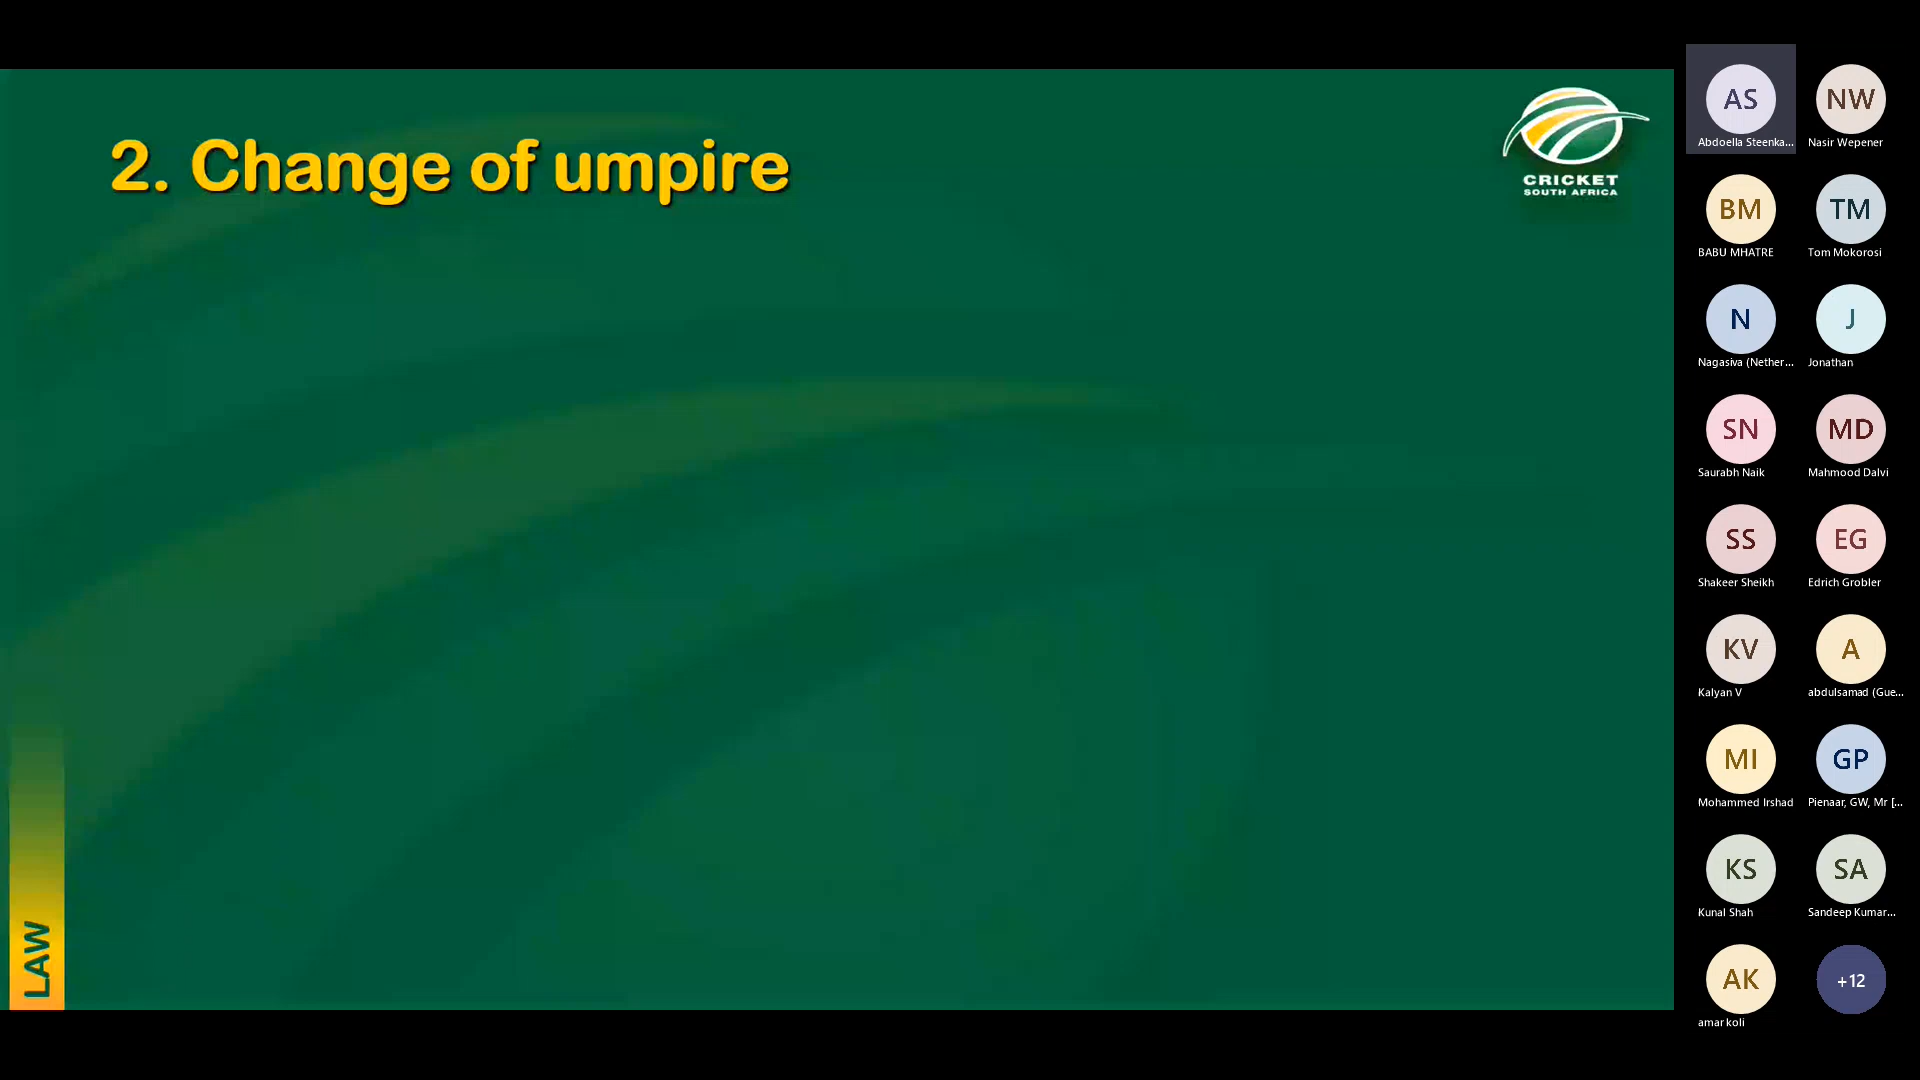 2. Change of umpire
CRICKET
SOUTH AFRICA
LAW
AS
Abdoella Steenka...
NW
Nasir Wepener
BM
BABU MHATRE
TM
Tom Mokorosi
N
Nagasiva (Nether...
J
Jonathan
SN
Saurabh Naik
MD
Mahmood Dalvi
SS
Shakeer Sheikh
EG
Edrich Grobler
KV
Kalyan V
A
abdulsamad (Gue...
MI
Mohammed Irshad
GP
Pienaar, GW, Mr [...
KS
Kunal Shah
SA
Sandeep Kumar...
AK
amar koli
+12